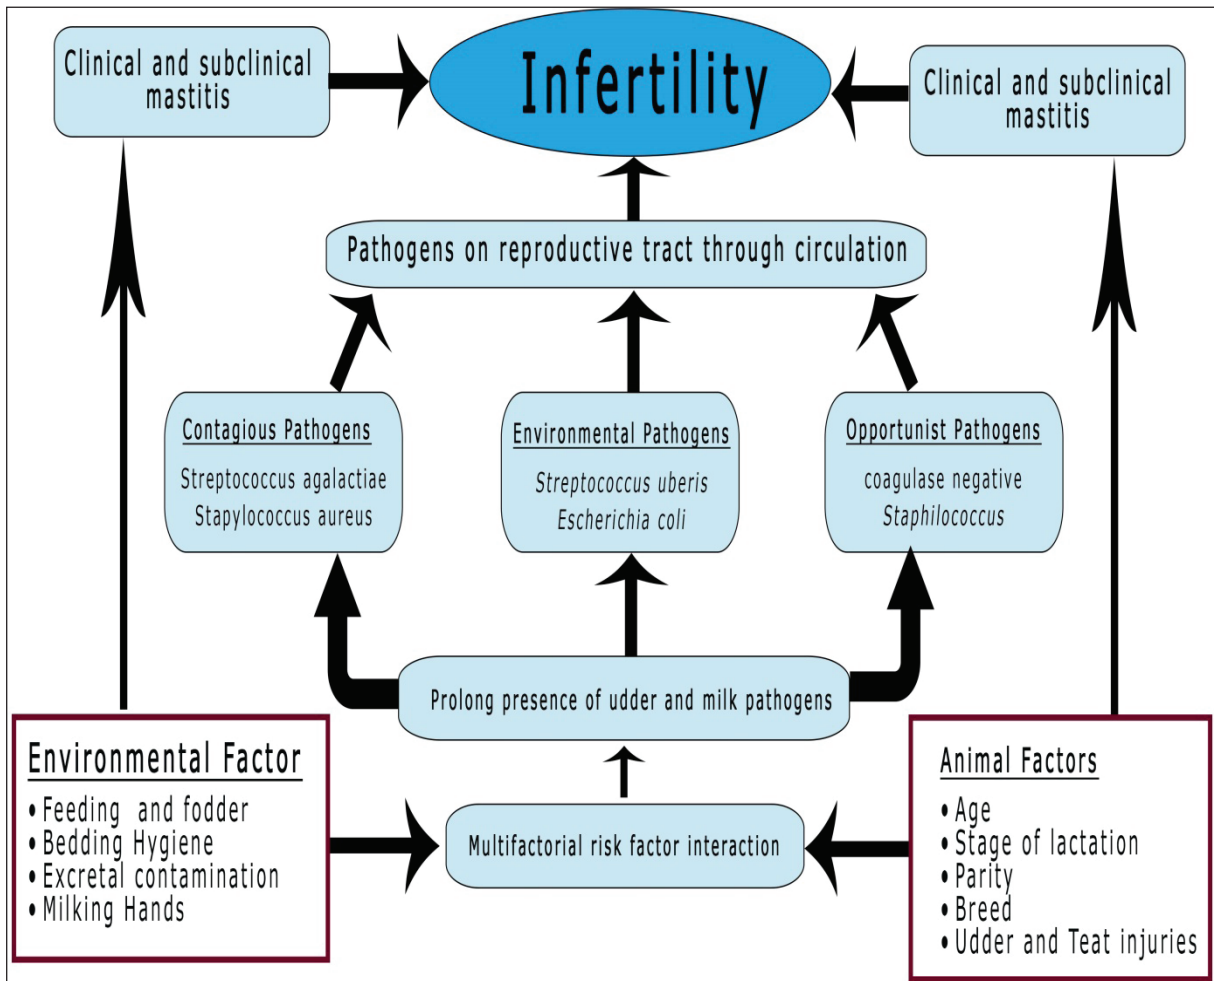 Infertility
Clinical and subclinical
mastitis
Clinical and subclinical
mastitis
Pathogens on reproductive tract through circulation
Contagious Pathogens
Streptococcus agalactiae
Stapylococcus aureus
Environmental Pathogens
Streptococcus uberis
Escherichia coli
Opportunist Pathogens
coagulase negative
Staphilococcus
Prolong presence of udder and milk pathogens
Environmental Factor
• Feeding and fodder
• Bedding Hygiene
• Excretal contamination
• Milking Hands
Multifactorial risk factor interaction
Animal Factors
• Age
• Stage of lactation
• Parity
• Breed
• Udder and Teat injuries